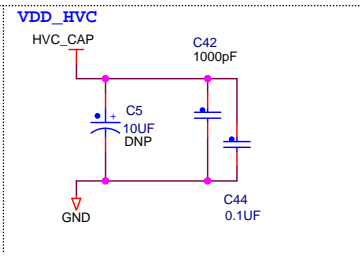 VDD_HVC
HVC_CAP
C42
1000pF
+
C5
10UF
DNP
C44
0.1UF
GND